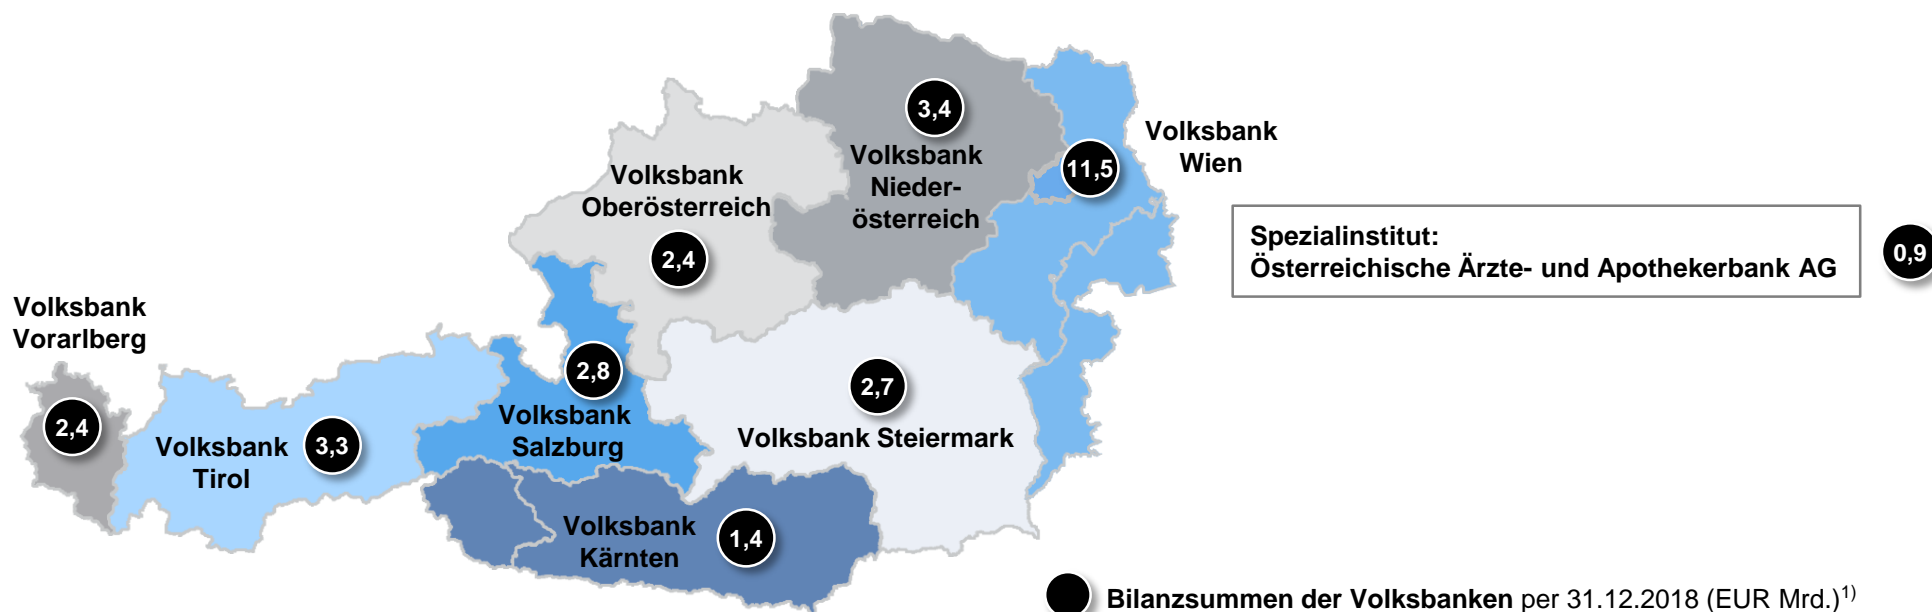 3,4
Volksbank
Nieder-
österreich
Volksbank
Wien
11,5
Volksbank
Oberösterreich
2,4
Spezialinstitut:
Österreichische Ärzte- und Apothekerbank AG
0,9
Volksbank
Vorarlberg
2,4
Volksbank
Tirol
3,3
2,8
Volksbank
Salzburg
2,7
Volksbank Steiermark
Volksbank
Kärnten
1,4
Bilanzsummen der Volksbanken per 31.12.2018 (EUR Mrd.)1)